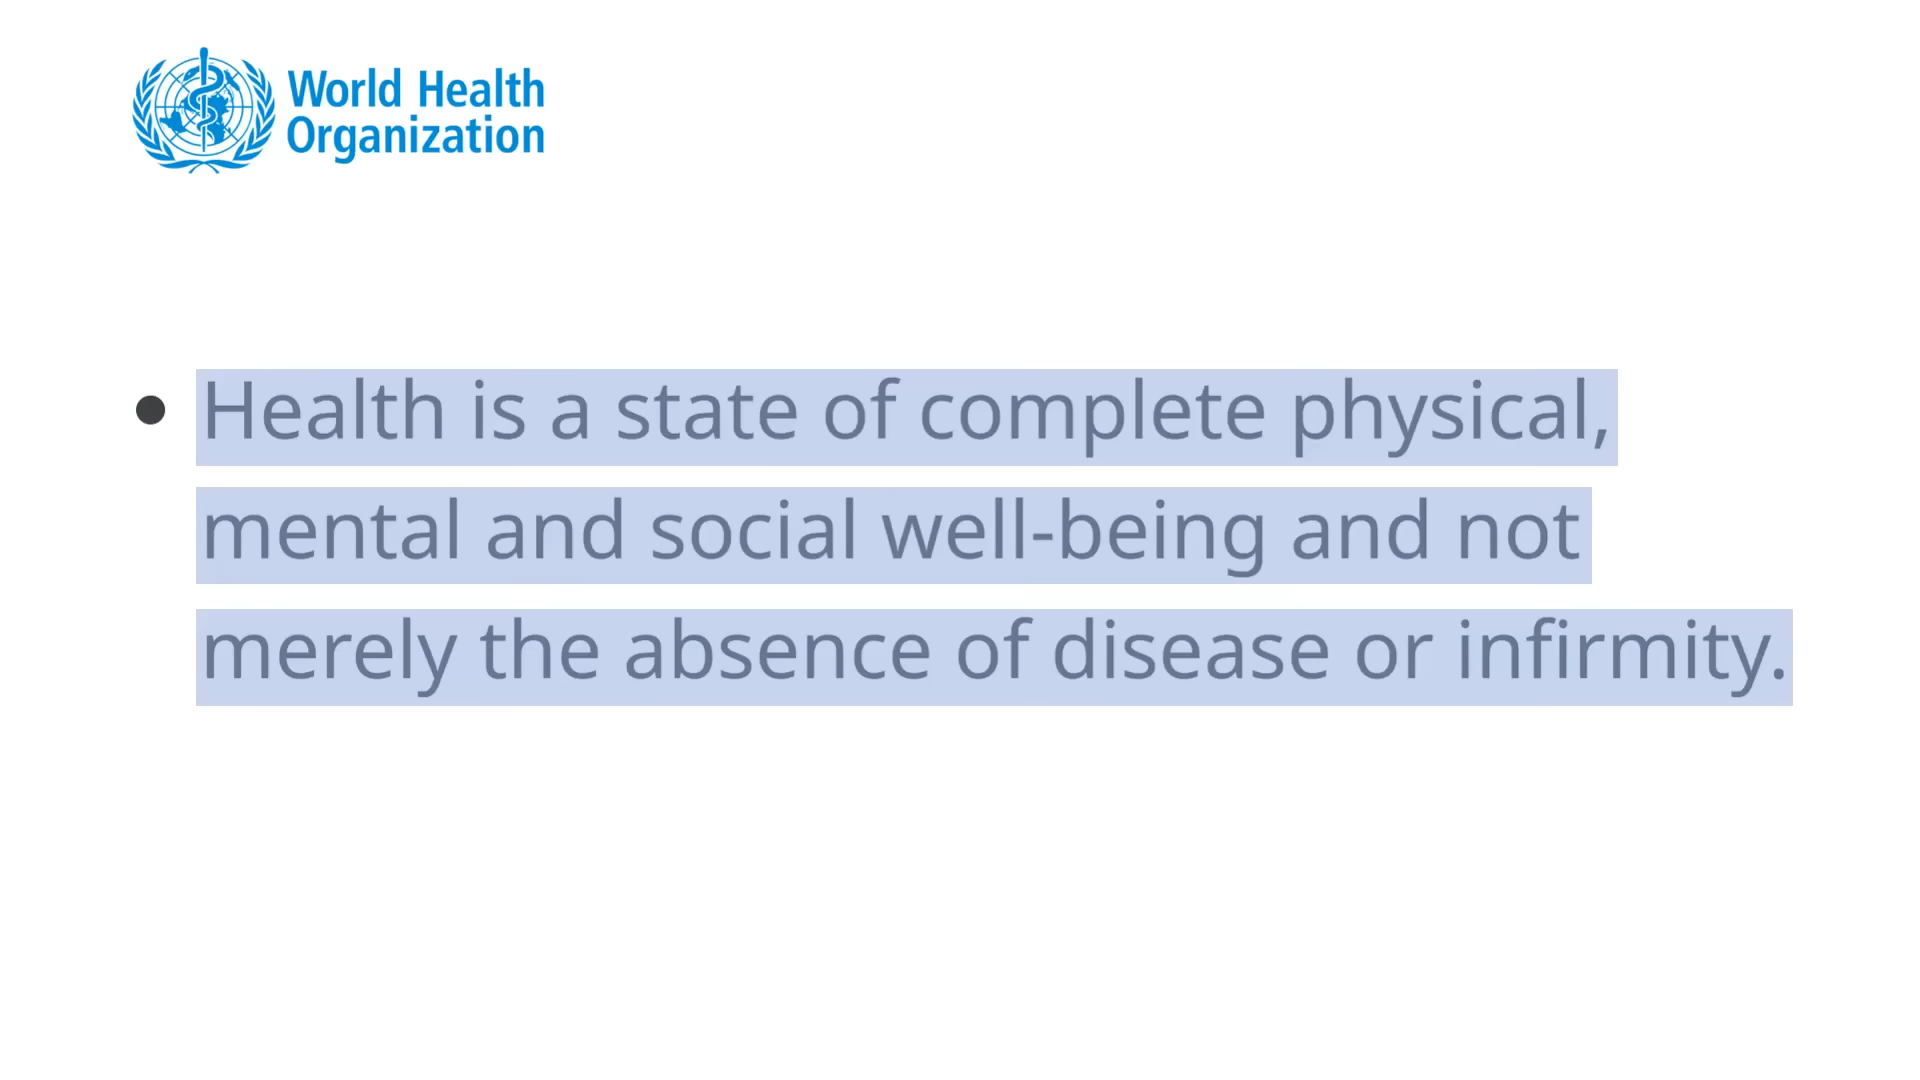 World Health
Organization
• Health is a state of complete physical,
mental and social well-being and not
merely the absence of disease or infirmity.